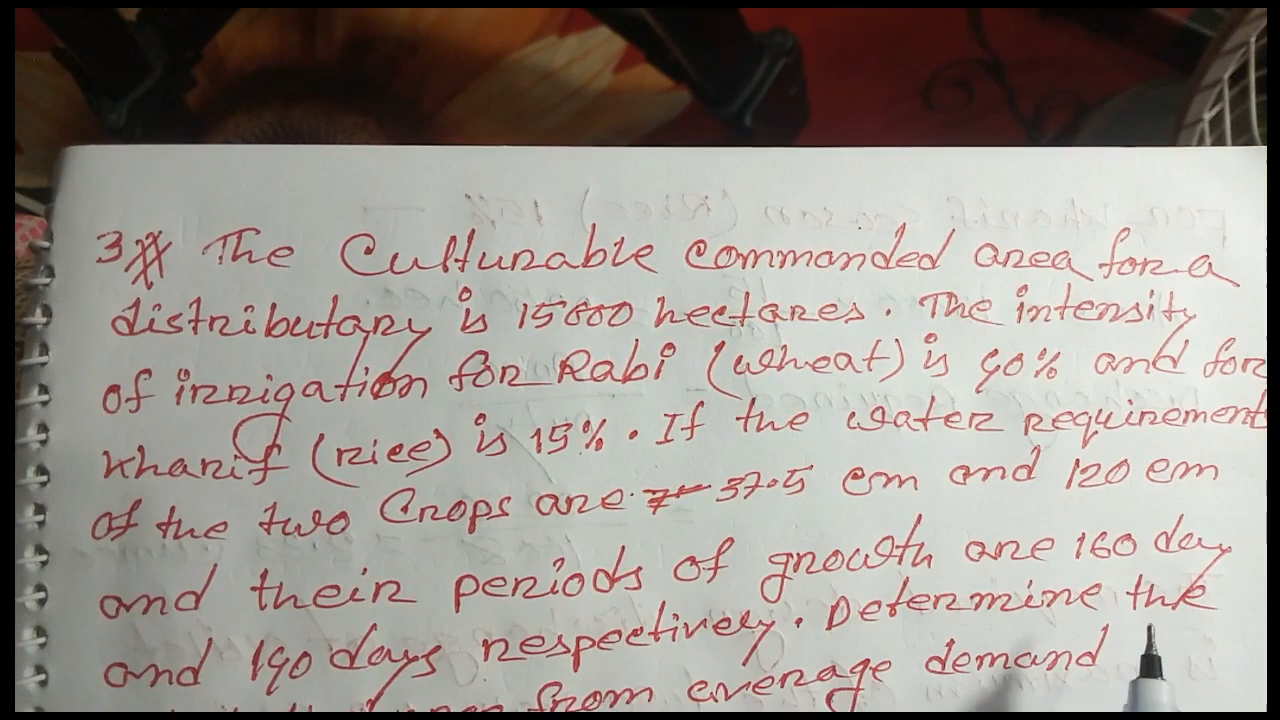 3 The Culturable commanded area for a
distributary is 15000 hectares. The intensity
of irrigation for Rabi (wheat) is 40% and for
Kharif (rice) is 15%. If the water requirement
of the two Crops are 37.5 cm and 120 cm
and their periods of growth are 160 day
and 140 days respectively. Determine the
from average demand